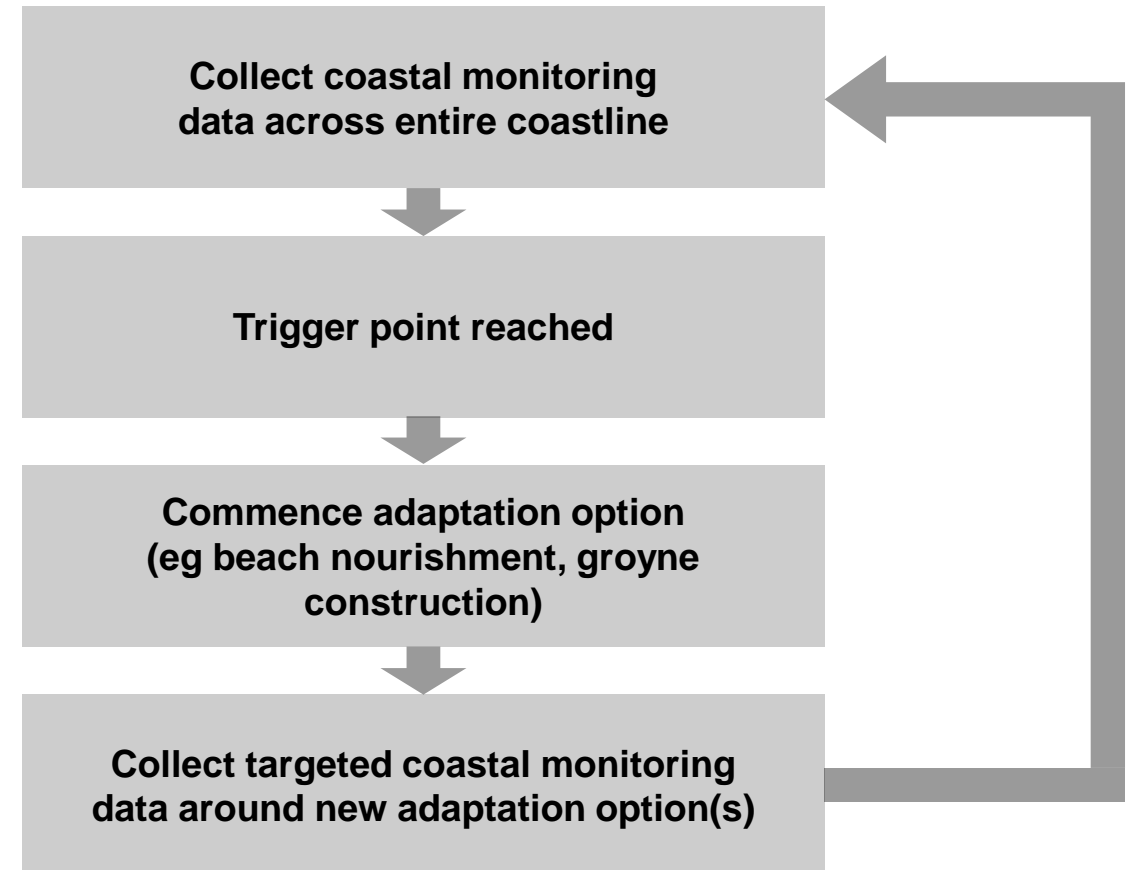 Collect coastal monitoring
data across entire coastline
Trigger point reached
Commence adaptation option
(eg beach nourishment, groyne
construction)
Collect targeted coastal monitoring
data around new adaptation option(s)